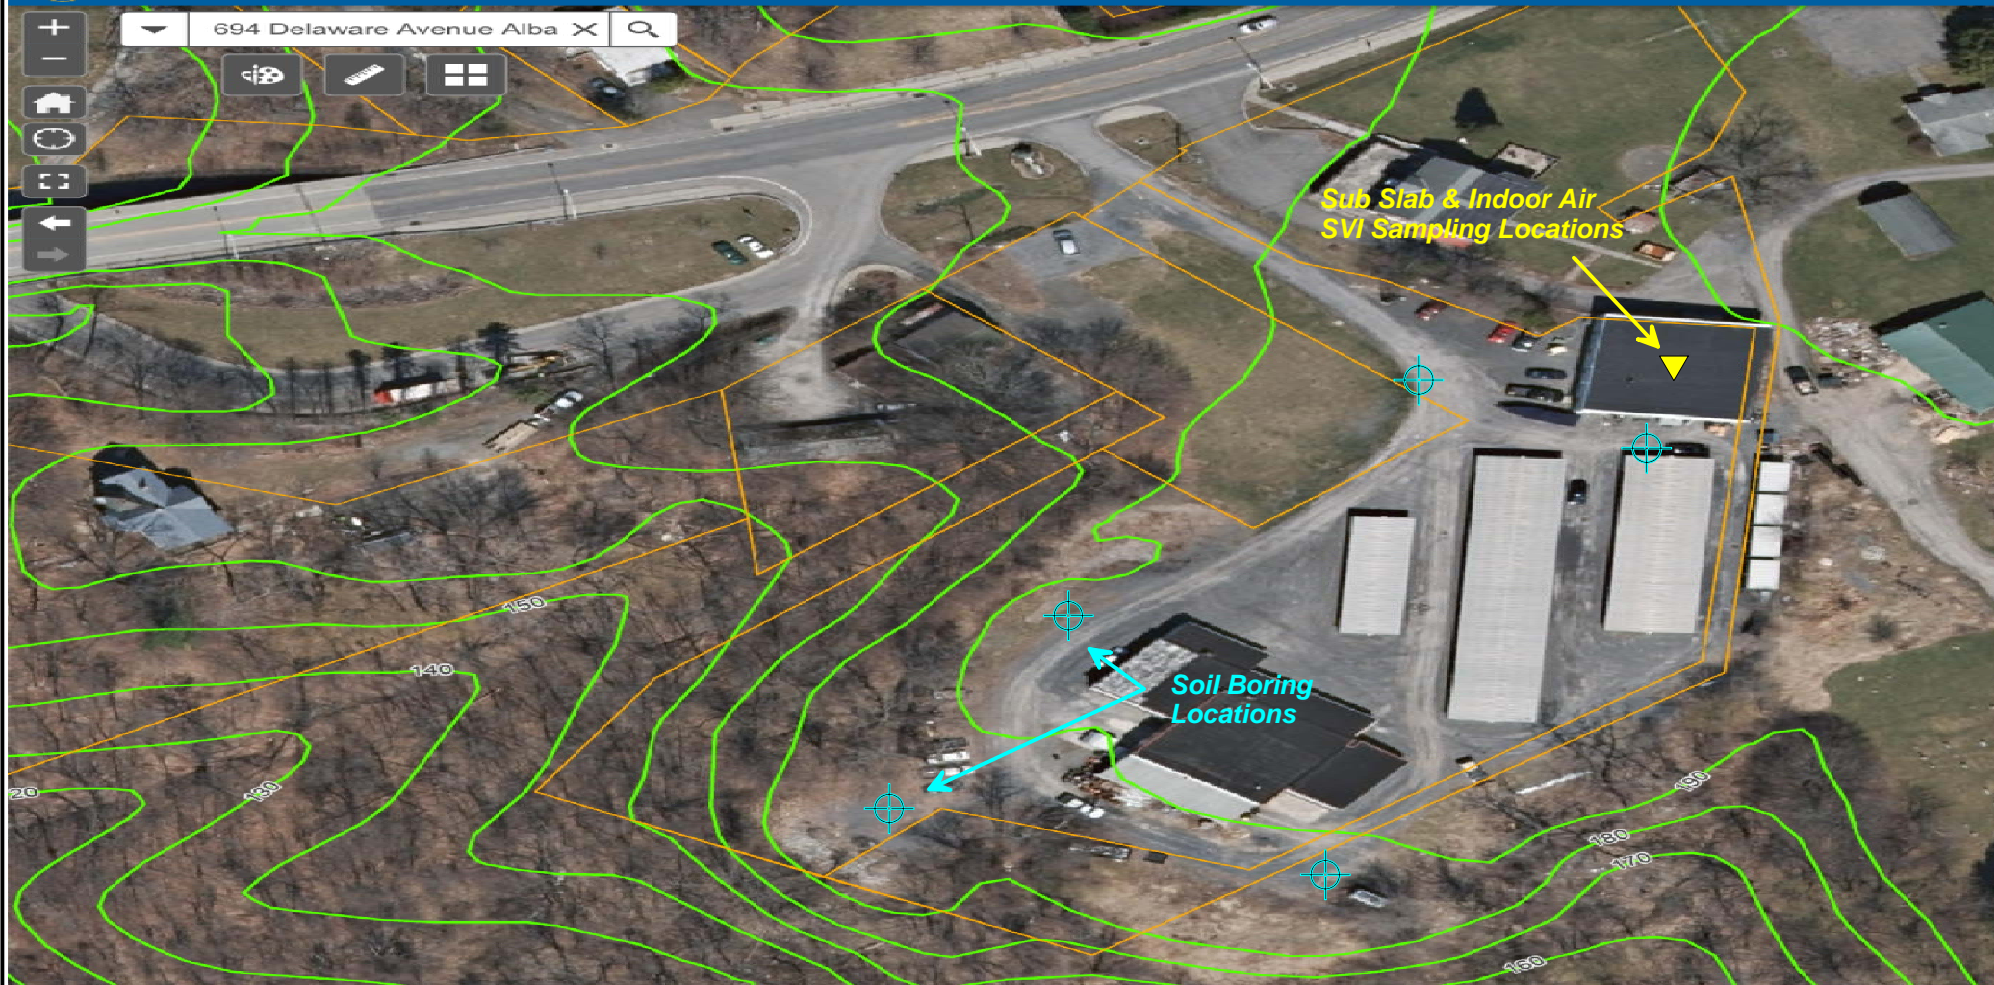 694 Delaware Avenue Alba
Sub Slab & Indoor Air
SVI Sampling Locations
150
140
Soil Boring
Locations
130
20
190
180
170
160